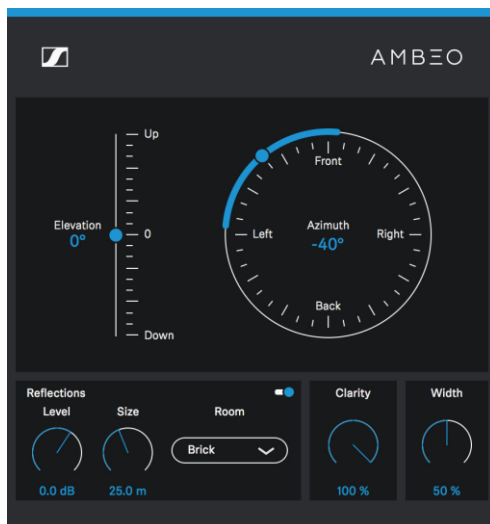 AMBEO
Up
Elevation
0°
0
Down
Front
Left
Azimuth
-40°
Right
Back
Reflections
Level
Size
Room
Brick
0.0 dB
25.0 m
Clarity
100 %
Width
50 %